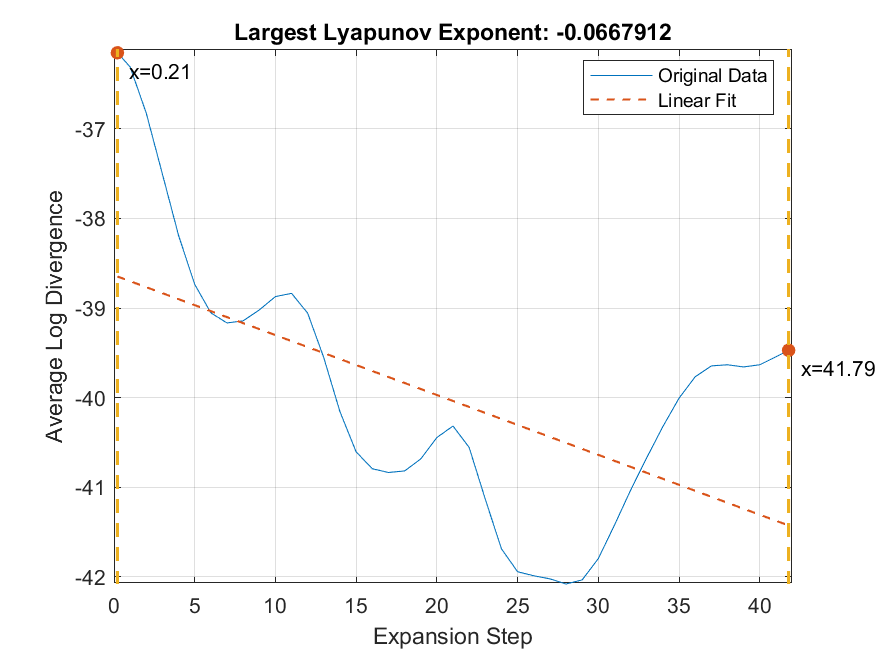 Largest Lyapunov Exponent: -0.0667912
x=0.21
Original Data
Linear Fit
-37
-38
-39
-40
-41
-42
Average Log Divergence
x=41.79
0 5 10 15 20 25 30 35 40
Expansion Step